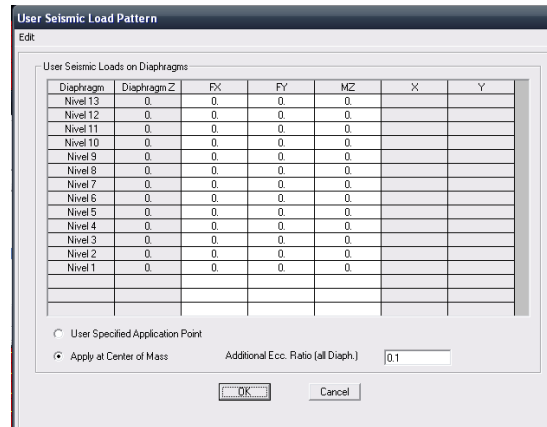 User Seismic Load Pattern
Edit
User Seismic Loads on Diaphragms
Diaphragm Diaphragm Z FX FY MZ X Y
Nivel 13 0. 0. 0. 0.
Nivel 12 0. 0. 0. 0.
Nivel 11 0. 0. 0. 0.
Nivel 10 0. 0. 0. 0.
Nivel 9 0. 0. 0. 0.
Nivel 8 0. 0. 0. 0.
Nivel 7 0. 0. 0. 0.
Nivel 6 0. 0. 0. 0.
Nivel 5 0. 0. 0. 0.
Nivel 4 0. 0. 0. 0.
Nivel 3 0. 0. 0. 0.
Nivel 2 0. 0. 0. 0.
Nivel 1 0. 0. 0. 0.
User Specified Application Point
Apply at Center of Mass Additional Ecc. Ratio (all Diaph.) 0.1
OK Cancel